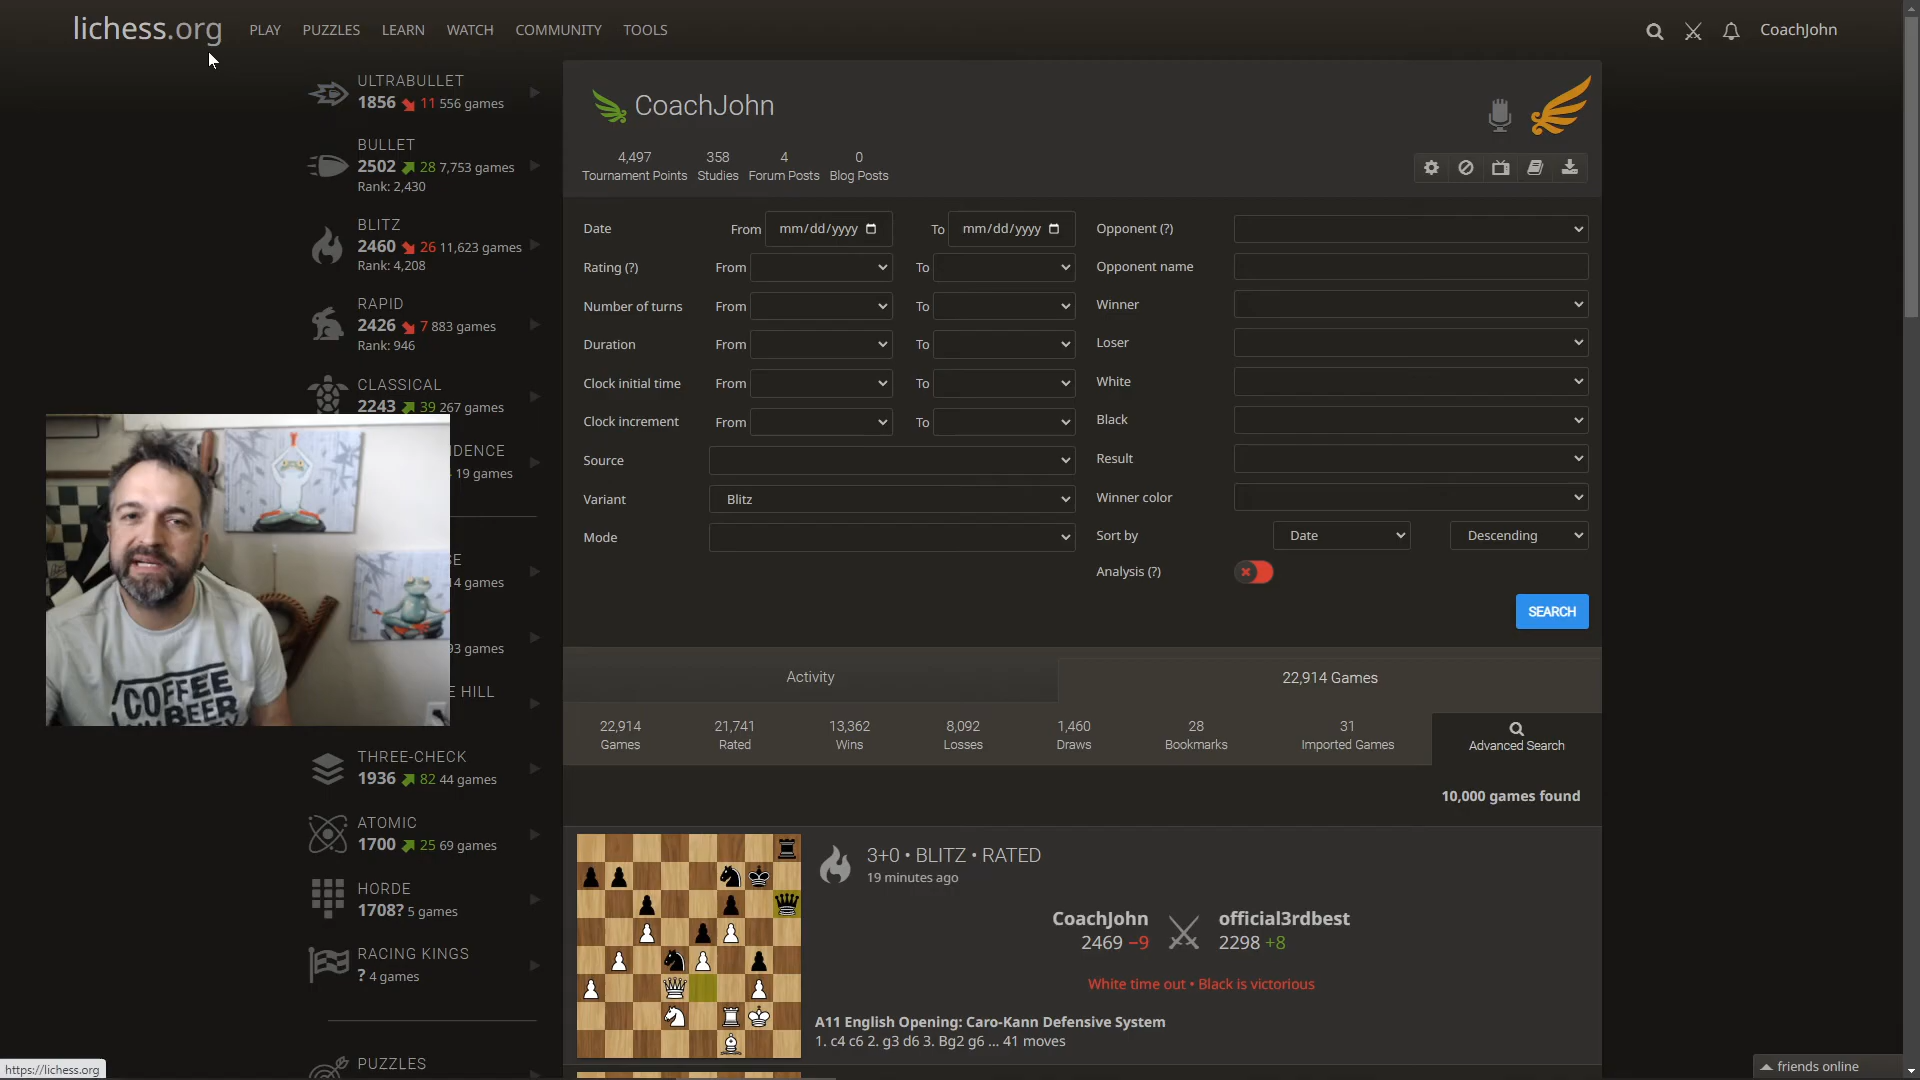 lichess.org PLAY PUZZLES LEARN WATCH COMMUNITY TOOLS CoachJohn
ULTRABULLET
1856 11 556 games
BULLET
2502 28 7,753 games
Rank: 2,430
BLITZ
2460 26 11,623 games
Rank: 4,208
RAPID
2426 7 883 games
Rank: 946
CLASSICAL
2243 39 267 games
DENCE
19 games
SE
14 games
93 games
E HILL
THREE-CHECK
1936 82 44 games
ATOMIC
1700 25 69 games
HORDE
1708? 5 games
RACING KINGS
? 4 games
PUZZLES
COFFEE
BEER
CoachJohn
4,497 358 4 0
Tournament Points Studies Forum Posts Blog Posts
Date From mm/dd/yyyy To mm/dd/yyyy
Rating (?) From To
Number of turns From To
Duration From To
Clock initial time From To
Clock increment From To
Source
Variant Blitz
Mode
Opponent (?)
Opponent name
Winner
Loser
White
Black
Result
Winner color
Sort by Date Descending
Analysis (?)
SEARCH
Activity 22,914 Games
22,914 21,741 13,362 8,092 1,460 28 31
Games Rated Wins Losses Draws Bookmarks Imported Games Advanced Search
10,000 games found
3+0 • BLITZ • RATED
19 minutes ago
CoachJohn official3rdbest
2469 −9 2298 +8
White time out • Black is victorious
A11 English Opening: Caro-Kann Defensive System
1. c4 c6 2. g3 d6 3. Bg2 g6 ... 41 moves
https://lichess.org
friends online